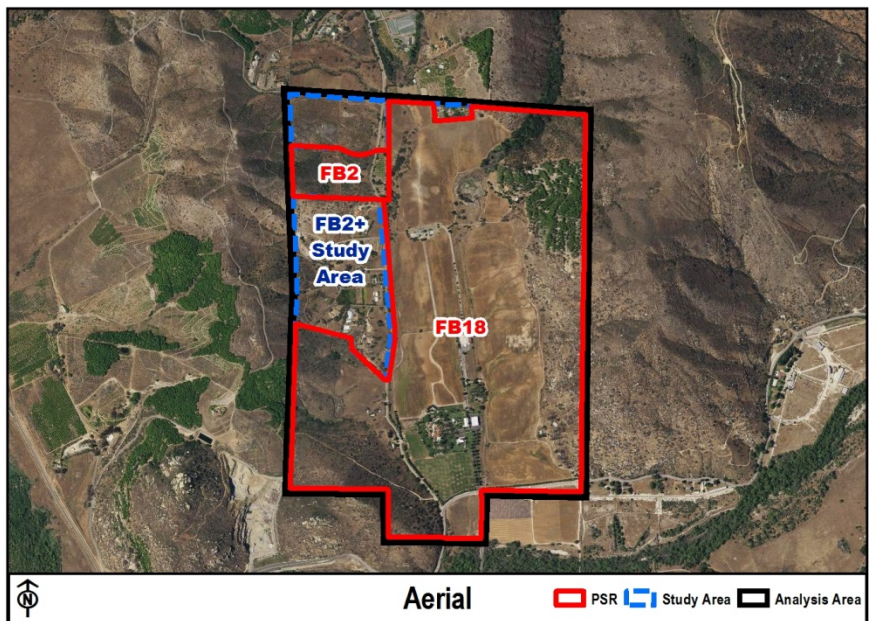 FB2
FB2+
Study
Area
FB18
N
Aerial
PSR
Study Area
Analysis Area